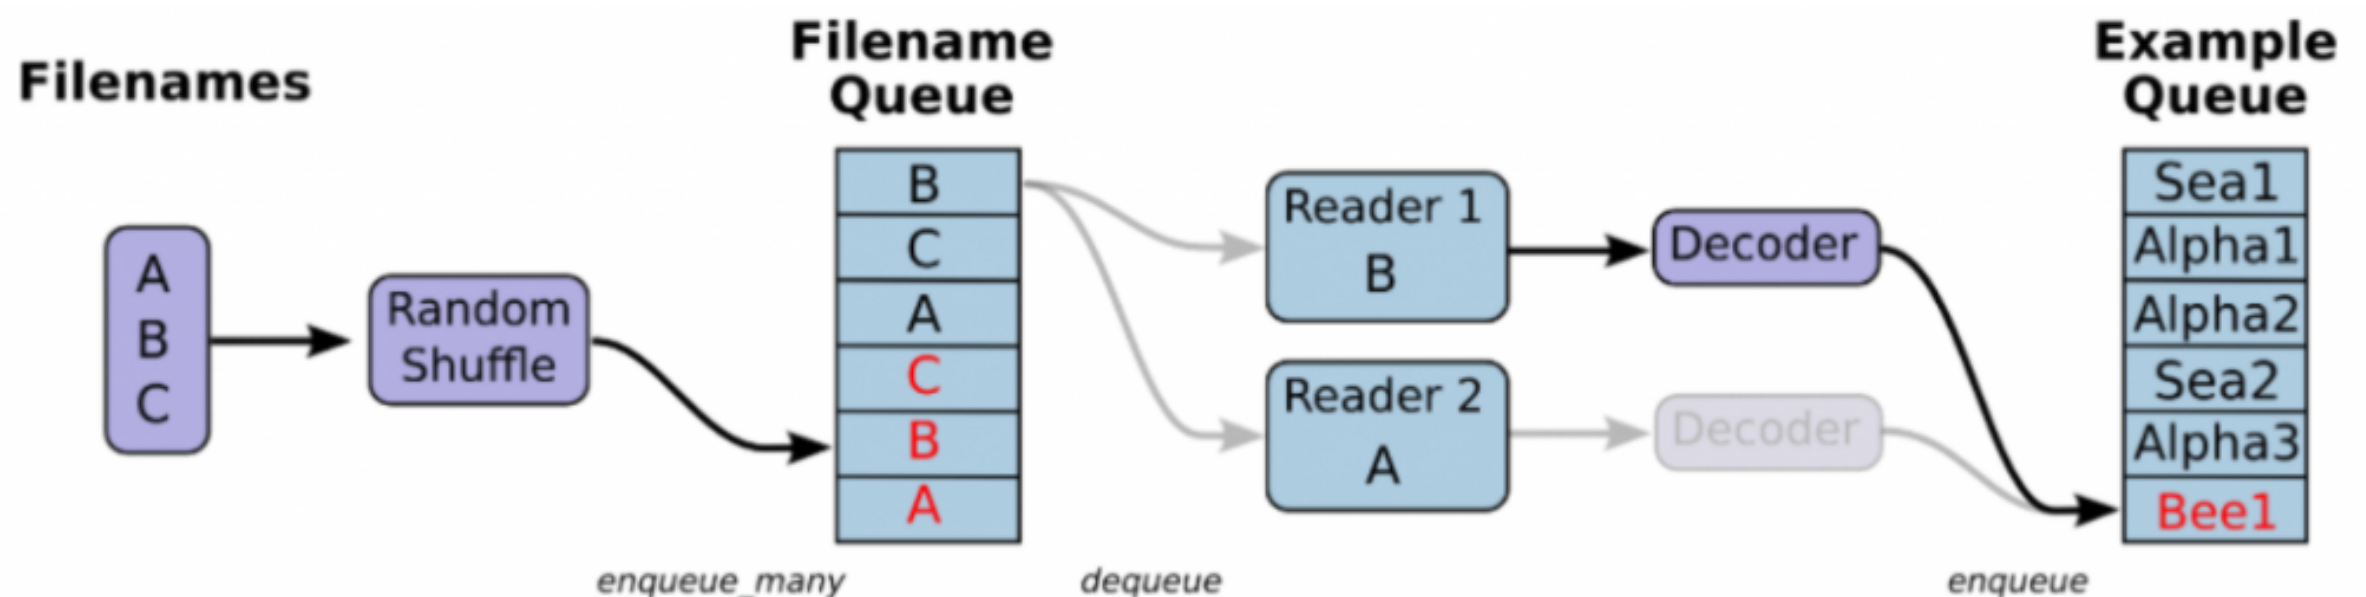 Filenames
A
B
C
Random
Shuffle
enqueue_many
Filename
Queue
B
C
A
C
B
A
dequeue
Reader 1
B
Reader 2
A
Decoder
Decoder
enqueue
Example
Queue
Sea1
Alpha1
Alpha2
Sea2
Alpha3
Bee1